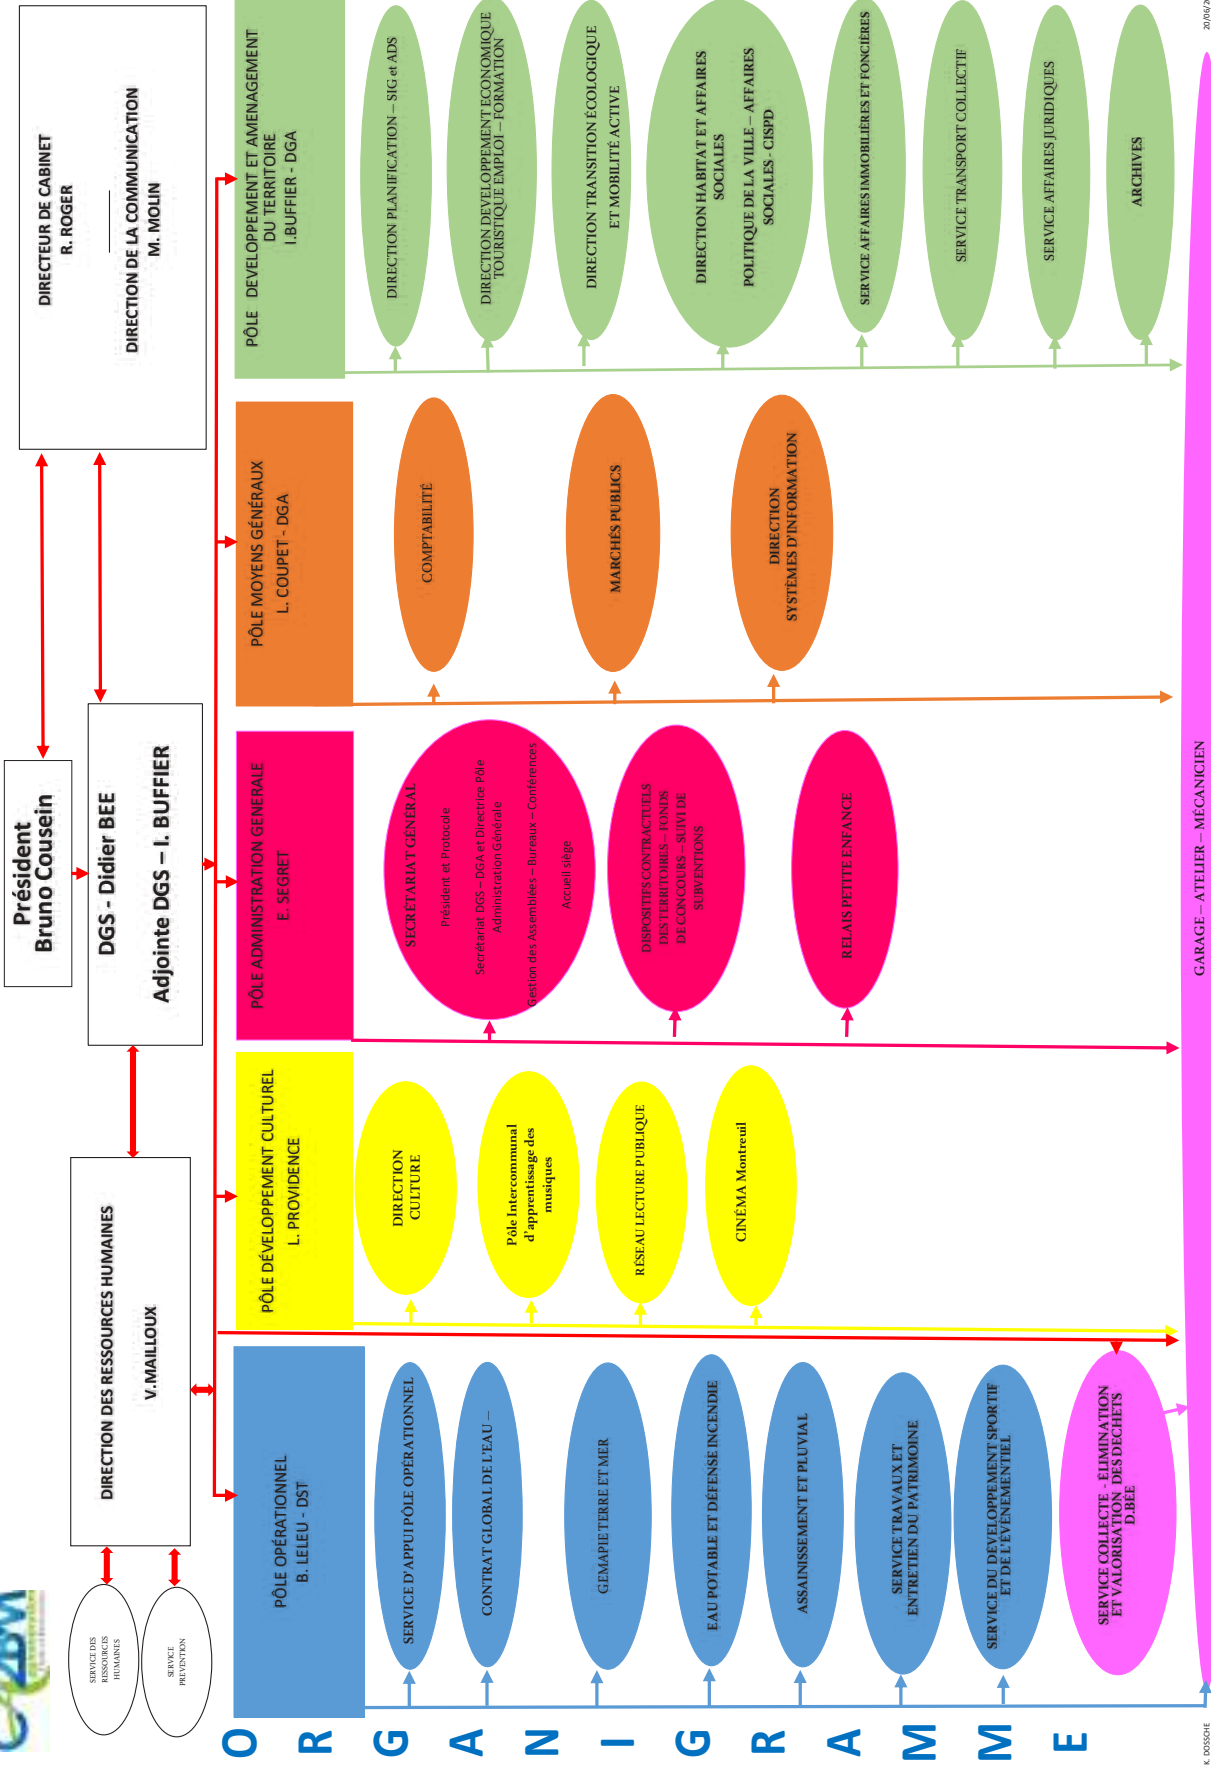 ORGANIGRAMME
Président
Bruno Cousein
DGS - Didier BEE
Adjointe DGS – I. BUFFIER
DIRECTEUR DE CABINET
R. ROGER
DIRECTION DE LA COMMUNICATION
M. MOLIN
DIRECTION DES RESSOURCES HUMAINES
V.MAILLOUX
SERVICE DES
RESSOURCES
HUMAINES
SERVICE
PREVENTION
PÔLE OPÉRATIONNEL
B. LELEU - DST
SERVICE D'APPUI PÔLE OPÉRATIONNEL
CONTRAT GLOBAL DE L'EAU –
GEMAPIE TERRE ET MER
EAU POTABLE ET DÉFENSE INCENDIE
ASSAINISSEMENT ET PLUVIAL
SERVICE TRAVAUX ET
ENTRETIEN DU PATRIMOINE
SERVICE DU DÉVELOPPEMENT SPORTIF
ET DE L'ÉVÈNEMENTIEL
SERVICE COLLECTE - ÉLIMINATION
ET VALORISATION DES DECHETS
D.BÉE
PÔLE DÉVELOPPEMENT CULTUREL
L. PROVIDENCE
DIRECTION
CULTURE
Pôle Intercommunal
d'apprentissage des
musiques
RÉSEAU LECTURE PUBLIQUE
CINÉMA Montreuil
PÔLE ADMINISTRATION GENERALE
E. SEGRET
SECRÉTARIAT GÉNÉRAL
Président et Protocole
Secrétariat DGS – DGA et Directrice Pôle
Administration Générale
Gestion des Assemblées – Bureaux – Conférences
Accueil siège
DISPOSITIFS CONTRACTUELS
DES TERRITOIRES – FONDS
DE CONCOURS – SUIVI DE
SUBVENTIONS
RELAIS PETITE ENFANCE
PÔLE MOYENS GÉNÉRAUX
L. COUPET - DGA
COMPTABILITÉ
MARCHÉS PUBLICS
DIRECTION
SYSTÈMES D'INFORMATION
PÔLE DEVELOPPEMENT ET AMENAGEMENT
DU TERRITOIRE
I.BUFFIER - DGA
DIRECTION PLANIFICATION – SIG et ADS
DIRECTION DEVELOPPEMENT ECONOMIQUE
TOURISTIQUE EMPLOI – FORMATION
DIRECTION TRANSITION ÉCOLOGIQUE
ET MOBILITÉ ACTIVE
DIRECTION HABITAT ET AFFAIRES
SOCIALES
POLITIQUE DE LA VILLE – AFFAIRES
SOCIALES - CISPD
SERVICE AFFAIRES IMMOBILIÈRES ET FONCIÈRES
SERVICE TRANSPORT COLLECTIF
SERVICE AFFAIRES JURIDIQUES
ARCHIVES
GARAGE – ATELIER – MÉCANICIEN
K. DOSSCHE